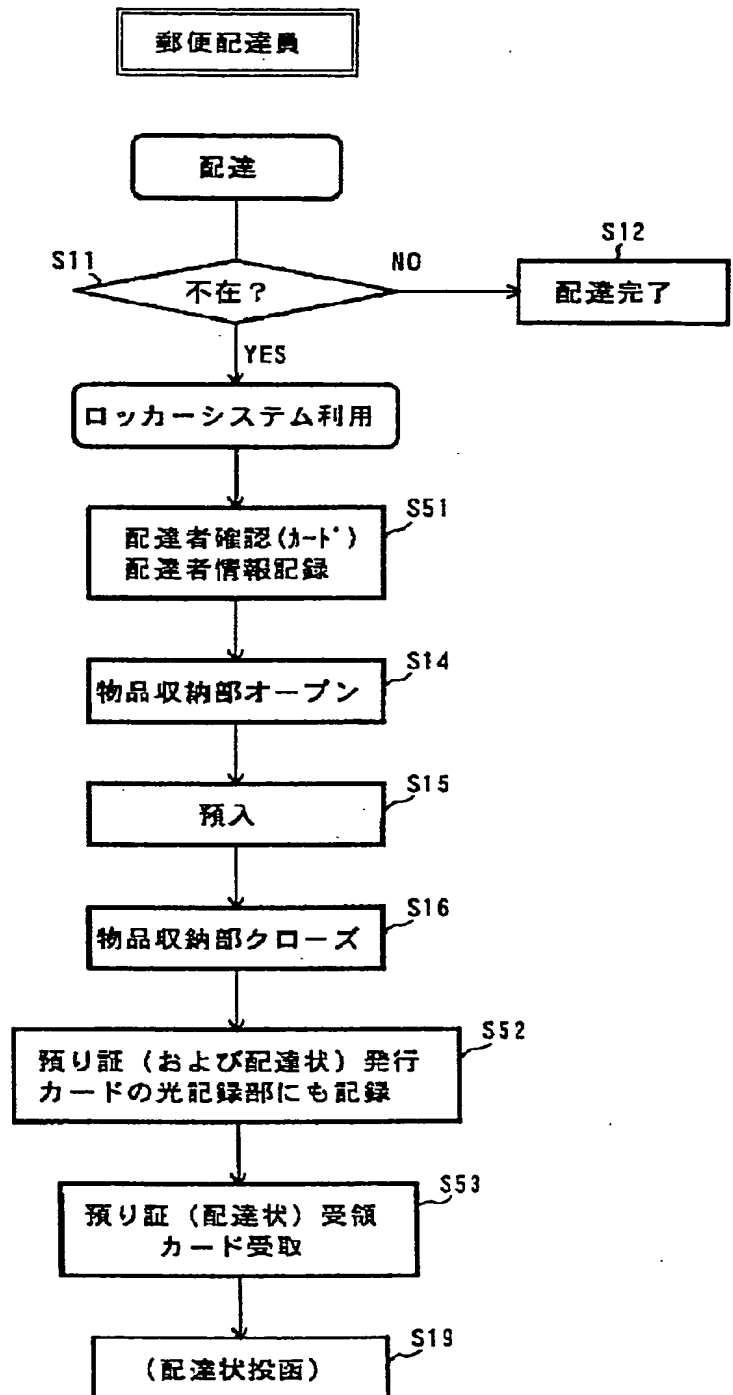 郵便配達員
配達
S11
不在？
NO
S12
配達完了
YES
ロッカーシステム利用
S51
配達者確認(ｶｰﾄﾞ)
配達者情報記録
S14
物品収納部オープン
S15
預入
S16
物品収納部クローズ
S52
預り証（および配達状）発行
カードの光記録部にも記録
S53
預り証（配達状）受領
カード受取
S19
(配達状投函)